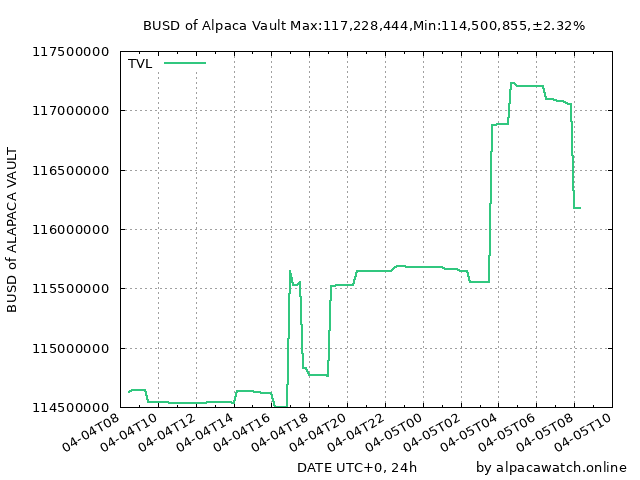 BUSD of Alpaca Vault Max:117,228,444,Min:114,500,855,±2.32%
TVL
117500000
117000000
116500000
116000000
115500000
115000000
114500000
BUSD of ALAPACA VAULT
04-04T08 04-04T10 04-04T12 04-04T14 04-04T16 04-04T18 04-04T20 04-04T22 04-05T00 04-05T02 04-05T04 04-05T06 04-05T08 04-05T10
DATE UTC+0, 24h by alpacawatch.online